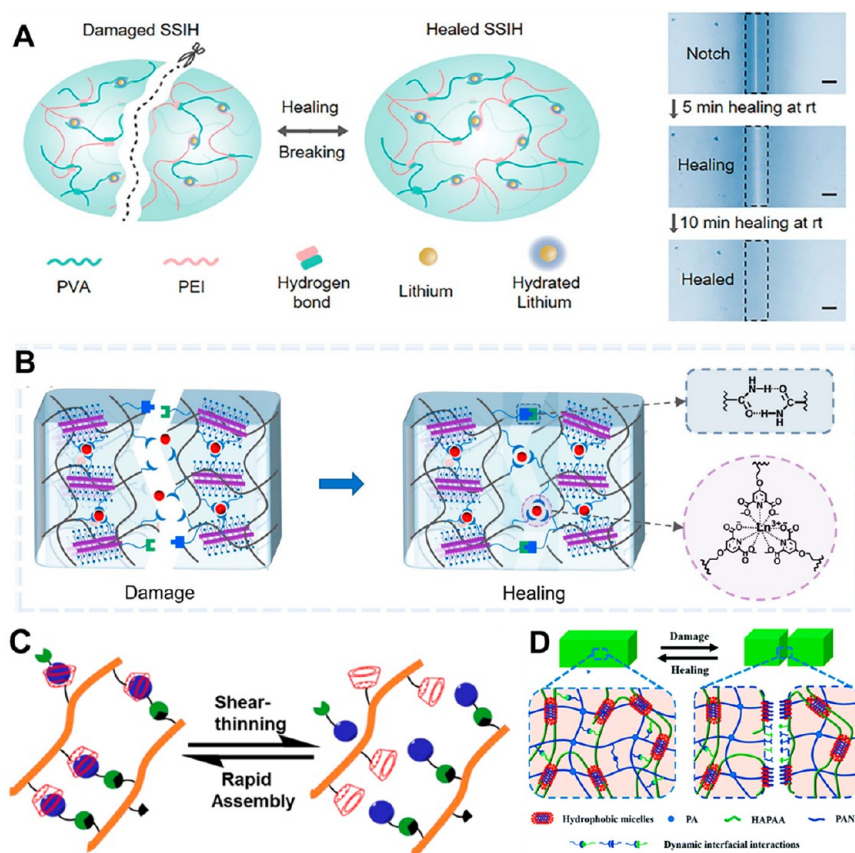 A
Damaged SSIH
Healed SSIH
Healing
Breaking
PVA
PEI
Hydrogen
bond
Lithium
Hydrated
Lithium
Notch
5 min healing at rt
Healing
10 min healing at rt
Healed
B
Damage
Healing
H
N-H
O
O
H-N
H
Ln3+
C
Shear-
thinning
Rapid
Assembly
D
Damage
Healing
Hydrophobic micelles
PA
HAPAA
PAN
Dynamic interfacial interactions